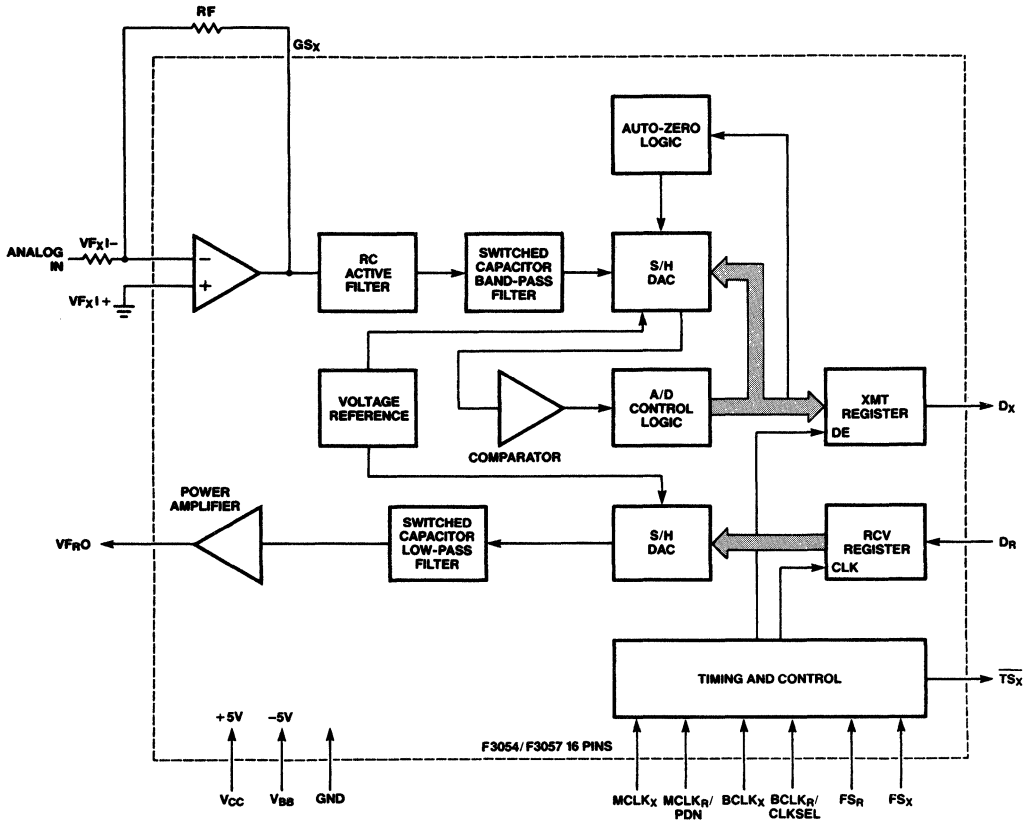 RF
GSX
AUTO-ZERO
LOGIC
ANALOG
IN
VFXI−
VFXI+
−
+
RC
ACTIVE
FILTER
SWITCHED
CAPACITOR
BAND-PASS
FILTER
S/H
DAC
VOLTAGE
REFERENCE
COMPARATOR
A/D
CONTROL
LOGIC
XMT
REGISTER
DE
DX
POWER
AMPLIFIER
VFRO
SWITCHED
CAPACITOR
LOW-PASS
FILTER
S/H
DAC
RCV
REGISTER
CLK
DR
TIMING AND CONTROL
TSX
+5V
−5V
F3054/F3057 16 PINS
VCC
VBB
GND
MCLKX
MCLKR/
PDN
BCLKX
BCLKR/
CLKSEL
FSR
FSX